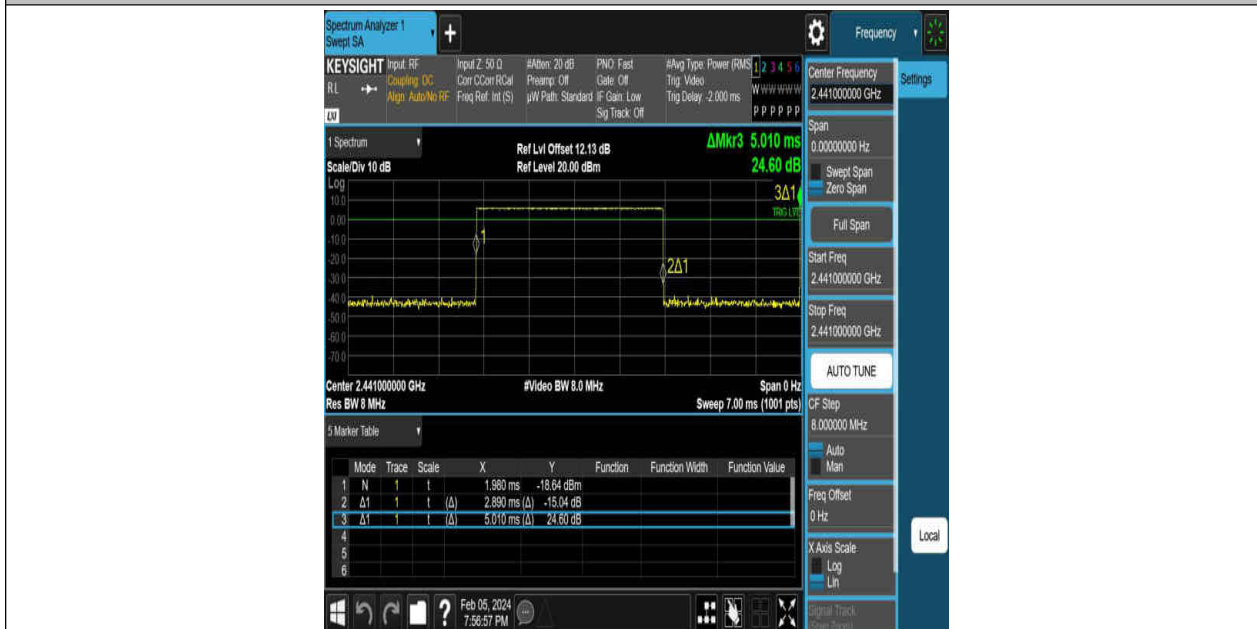 Spectrum Analyzer 1
Swept SA
+
Frequency
KEYSIGHT
RL
Input: RF
Coupling: DC
Align: Auto/No RF
Input Z: 50 Ω
Corr CCorr RCal
Freq Ref: Int (S)
#Atten: 20 dB
Preamp: Off
µW Path: Standard
PNO: Fast
Gate: Off
IF Gain: Low
Sig Track: Off
#Avg Type: Power (RMS
Trig: Video
Trig Delay: -2.000 ms
1 2 3 4 5 6
W W W W W W
P P P P P P
LXI
1 Spectrum
Scale/Div 10 dB
Ref Lvl Offset 12.13 dB
Ref Level 20.00 dBm
ΔMkr3 5.010 ms
24.60 dB
Log
10.0
0.00
-10.0
-20.0
-30.0
-40.0
-50.0
-60.0
-70.0
1
2Δ1
3Δ1
TRIG LVL
Center 2.441000000 GHz
#Video BW 8.0 MHz
Span 0 Hz
Res BW 8 MHz
Sweep 7.00 ms (1001 pts)
5 Marker Table
Mode Trace Scale X Y Function Function Width Function Value
1 N 1 t 1.980 ms -18.64 dBm
2 Δ1 1 t (Δ) 2.890 ms (Δ) -15.04 dB
3 Δ1 1 t (Δ) 5.010 ms (Δ) 24.60 dB
4
5
6
?
Feb 05, 2024
7:56:57 PM
Center Frequency
2.441000000 GHz
Settings
Span
0.00000000 Hz
Swept Span
Zero Span
Full Span
Start Freq
2.441000000 GHz
Stop Freq
2.441000000 GHz
AUTO TUNE
CF Step
8.000000 MHz
Auto
Man
Freq Offset
0 Hz
X Axis Scale
Log
Lin
Local
Signal Track
(Span Zoom)